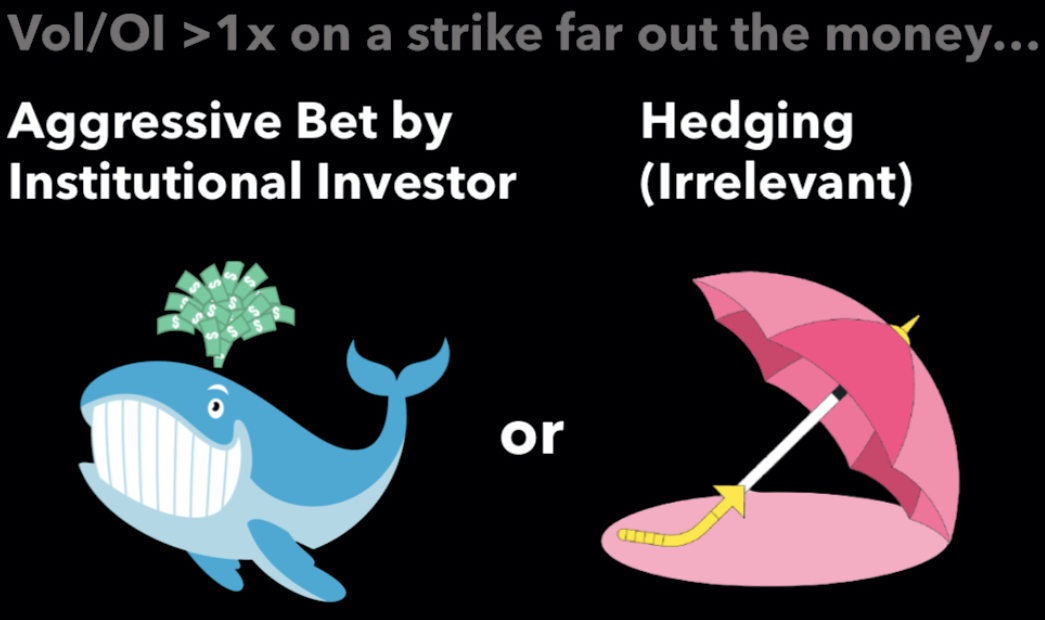 Vol/OI >1x on a strike far out the money...
Aggressive Bet by
Institutional Investor
Hedging
(Irrelevant)
$ $ $ $ $ $ $ $ $ $ $ $ $
or